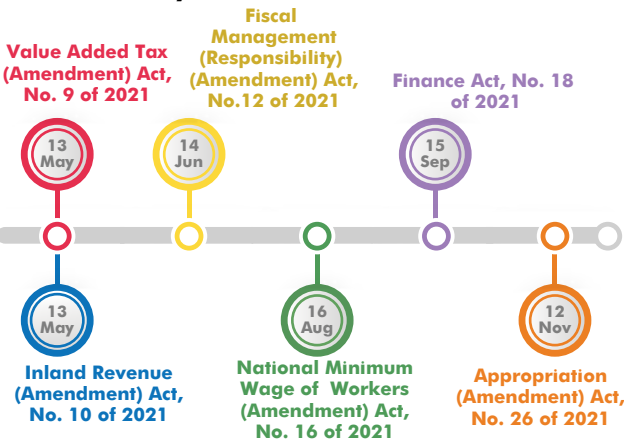 Value Added Tax
(Amendment) Act,
No. 9 of 2021
13
May
Fiscal
Management
(Responsibility)
(Amendment) Act,
No.12 of 2021
14
Jun
Finance Act, No. 18
of 2021
15
Sep
13
May
Inland Revenue
(Amendment) Act,
No. 10 of 2021
16
Aug
National Minimum
Wage of Workers
(Amendment) Act,
No. 16 of 2021
12
Nov
Appropriation
(Amendment) Act,
No. 26 of 2021